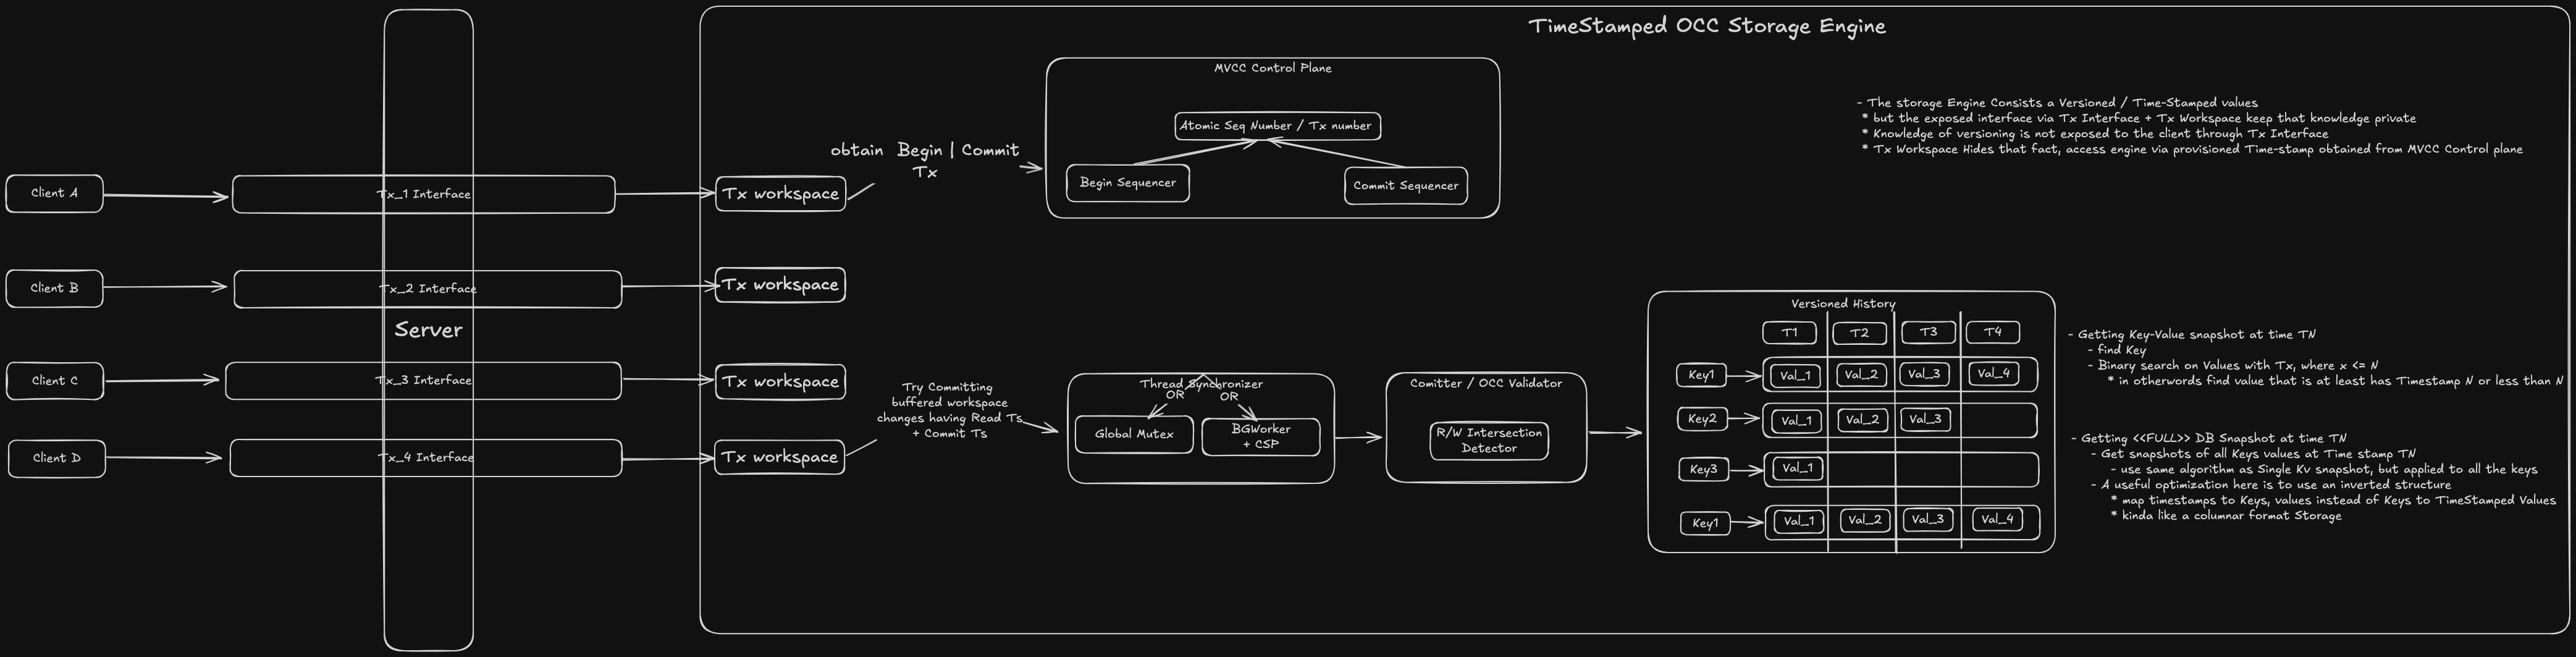 TimeStamped OCC Storage Engine
MVCC Control Plane
Atomic Seq Number / Tx number
Begin Sequencer
Commit Sequencer
- The storage Engine Consists a Versioned / Time-Stamped values
* but the exposed interface via Tx Interface + Tx Workspace keep that knowledge private
* Knowledge of versioning is not exposed to the client through Tx Interface
* Tx Workspace Hides that fact, access engine via provisioned Time-stamp obtained from MVCC Control plane
obtain Begin | Commit
Tx
Client A
Tx_1 Interface
Tx workspace
Client B
Tx_2 Interface
Tx workspace
Server
Client C
Tx_3 Interface
Tx workspace
Client D
Tx_4 Interface
Tx workspace
Try Committing
buffered workspace
changes having Read Ts
+ Commit Ts
Thread Synchronizer
OR
OR
Global Mutex
BGWorker
+ CSP
Comitter / OCC Validator
R/W Intersection
Detector
Versioned History
T1
T2
T3
T4
Key1
Val_1
Val_2
Val_3
Val_4
Key2
Val_1
Val_2
Val_3
Key3
Val_1
Key1
Val_1
Val_2
Val_3
Val_4
- Getting Key-Value snapshot at time TN
- find Key
- Binary search on Values with Tx, where x <= N
* in otherwords find value that is at least has Timestamp N or less than N
- Getting <<FULL>> DB Snapshot at time TN
- Get snapshots of all Keys values at Time stamp TN
- use same algorithm as Single Kv snapshot, but applied to all the keys
- A useful optimization here is to use an inverted structure
* map timestamps to Keys, values instead of Keys to TimeStamped Values
* kinda like a columnar format Storage